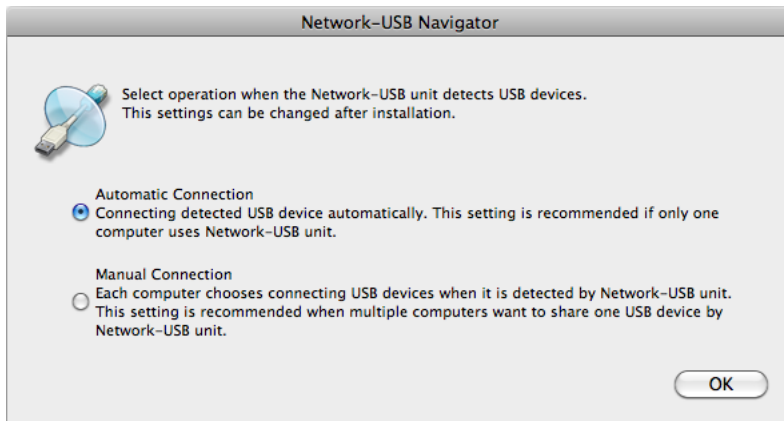 Network-USB Navigator
Select operation when the Network-USB unit detects USB devices.
This settings can be changed after installation.
Automatic Connection
Connecting detected USB device automatically. This setting is recommended if only one
computer uses Network-USB unit.
Manual Connection
Each computer chooses connecting USB devices when it is detected by Network-USB unit.
This setting is recommended when multiple computers want to share one USB device by
Network-USB unit.
OK